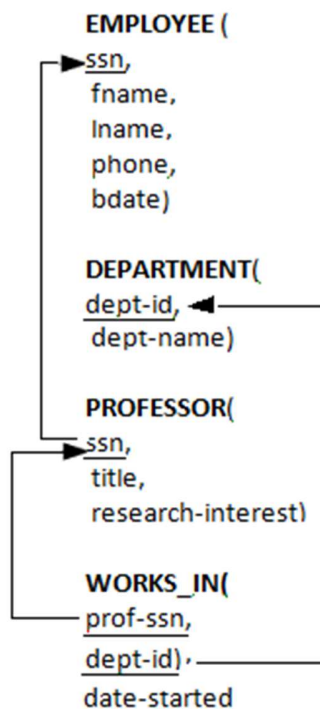 EMPLOYEE (
ssn,
fname,
lname,
phone,
bdate)
DEPARTMENT(
dept-id,
dept-name)
PROFESSOR(
ssn,
title,
research-interest)
WORKS_IN(
prof-ssn,
dept-id),
date-started